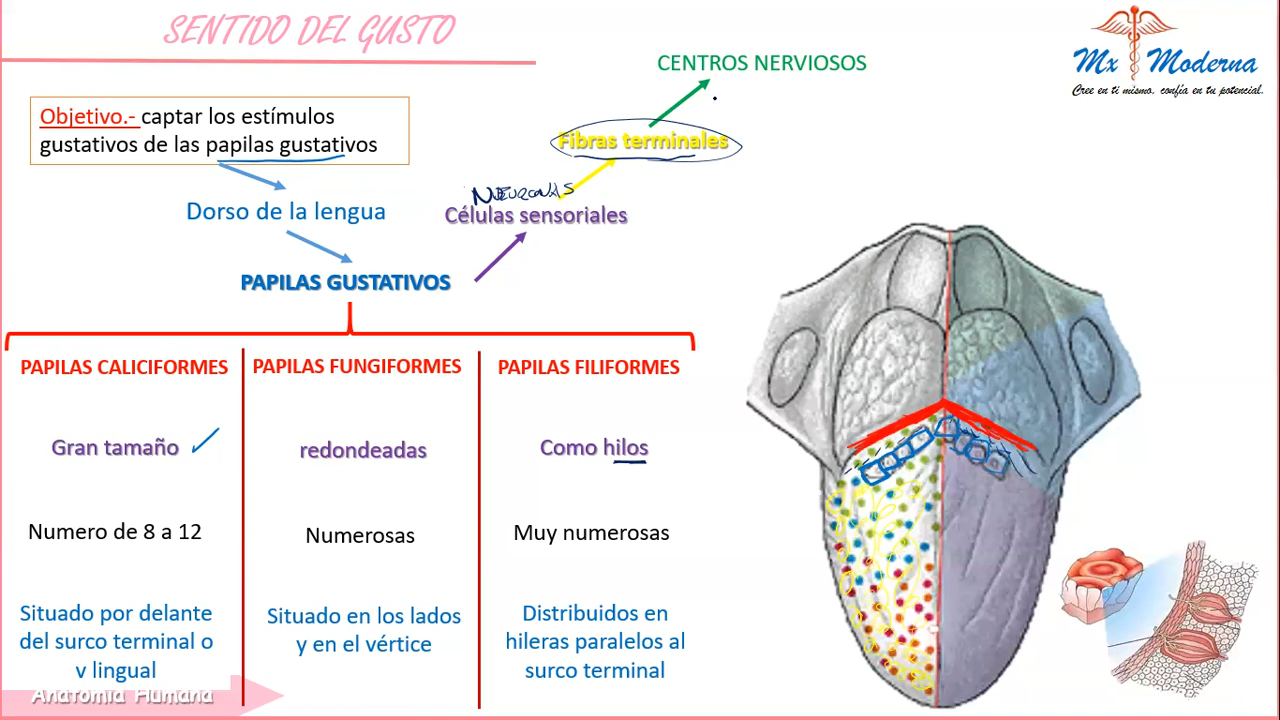 SENTIDO DEL GUSTO
Mx Moderna
Cree en ti mismo, confía en tu potencial.
CENTROS NERVIOSOS
Objetivo.- captar los estímulos
gustativos de las papilas gustativos
Fibras terminales
NEURONAS
Dorso de la lengua
Células sensoriales
PAPILAS GUSTATIVOS
PAPILAS CALICIFORMES
Gran tamaño
Numero de 8 a 12
Situado por delante
del surco terminal o
v lingual
PAPILAS FUNGIFORMES
redondeadas
Numerosas
Situado en los lados
y en el vértice
PAPILAS FILIFORMES
Como hilos
Muy numerosas
Distribuidos en
hileras paralelos al
surco terminal
Anatomia Humana